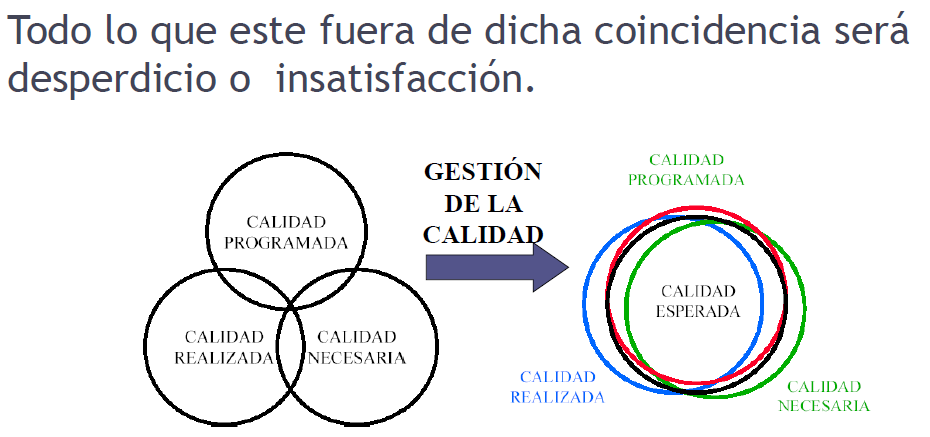 Todo lo que este fuera de dicha coincidencia será
desperdicio o  insatisfacción.
CALIDAD
PROGRAMADA
CALIDAD
REALIZADA
CALIDAD
NECESARIA
GESTIÓN
DE LA
CALIDAD
CALIDAD
PROGRAMADA
CALIDAD
ESPERADA
CALIDAD
REALIZADA
CALIDAD
NECESARIA